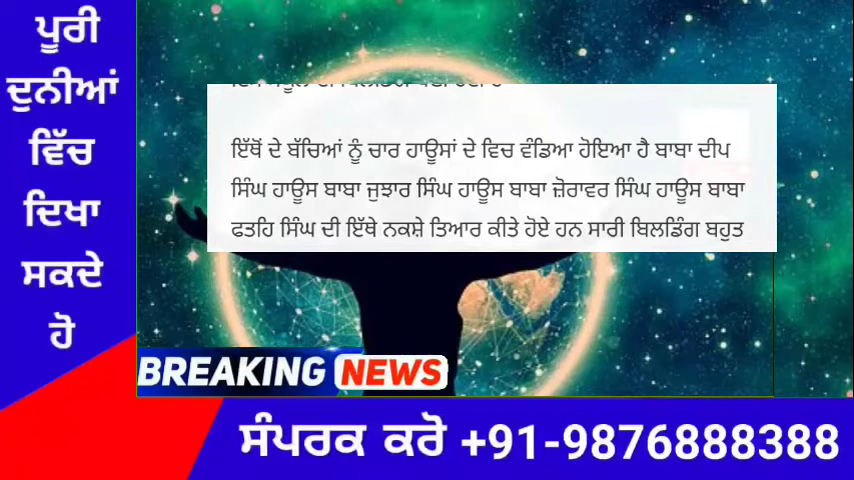 ਪੂਰੀ
ਦੁਨੀਆਂ
ਵਿੱਚ
ਦਿਖਾ
ਸਕਦੇ
ਹੋ
ਇੱਥੋਂ ਦੇ ਬੱਚਿਆਂ ਨੂੰ ਚਾਰ ਹਾਊਸਾਂ ਦੇ ਵਿਚ ਵੰਡਿਆ ਹੋਇਆ ਹੈ ਬਾਬਾ ਦੀਪ
ਸਿੰਘ ਹਾਊਸ ਬਾਬਾ ਜੁਝਾਰ ਸਿੰਘ ਹਾਊਸ ਬਾਬਾ ਜ਼ੋਰਾਵਰ ਸਿੰਘ ਹਾਊਸ ਬਾਬਾ
ਫਤਹਿ ਸਿੰਘ ਦੀ ਇੱਥੇ ਨਕਸ਼ੇ ਤਿਆਰ ਕੀਤੇ ਹੋਏ ਹਨ ਸਾਰੀ ਬਿਲਡਿੰਗ ਬਹੁਤ
BREAKING NEWS
ਸੰਪਰਕ ਕਰੋ +91-9876888388